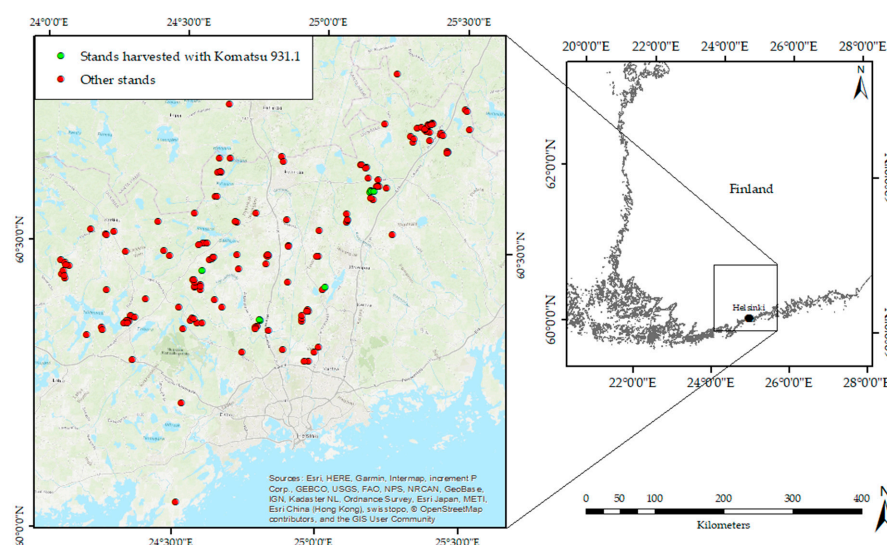 24°0'0"E
24°30'0"E
25°0'0"E
25°30'0"E
Stands harvested with Komatsu 931.1
Other stands
60°30'0"N
60°0'0"N
60°30'0"N
Sources: Esri, HERE, Garmin, Intermap, increment P
Corp., GEBCO, USGS, FAO, NPS, NRCAN, GeoBase,
IGN, Kadaster NL, Ordnance Survey, Esri Japan, METI,
Esri China (Hong Kong), swisstopo, © OpenStreetMap
contributors, and the GIS User Community
24°30'0"E
25°0'0"E
25°30'0"E
20°0'0"E
22°0'0"E
24°0'0"E
26°0'0"E
28°0'0"E
N
62°0'0"N
Finland
Helsinki
60°0'0"N
22°0'0"E
24°0'0"E
26°0'0"E
28°0'0"E
0 50 100 200 300 400
Kilometers
N